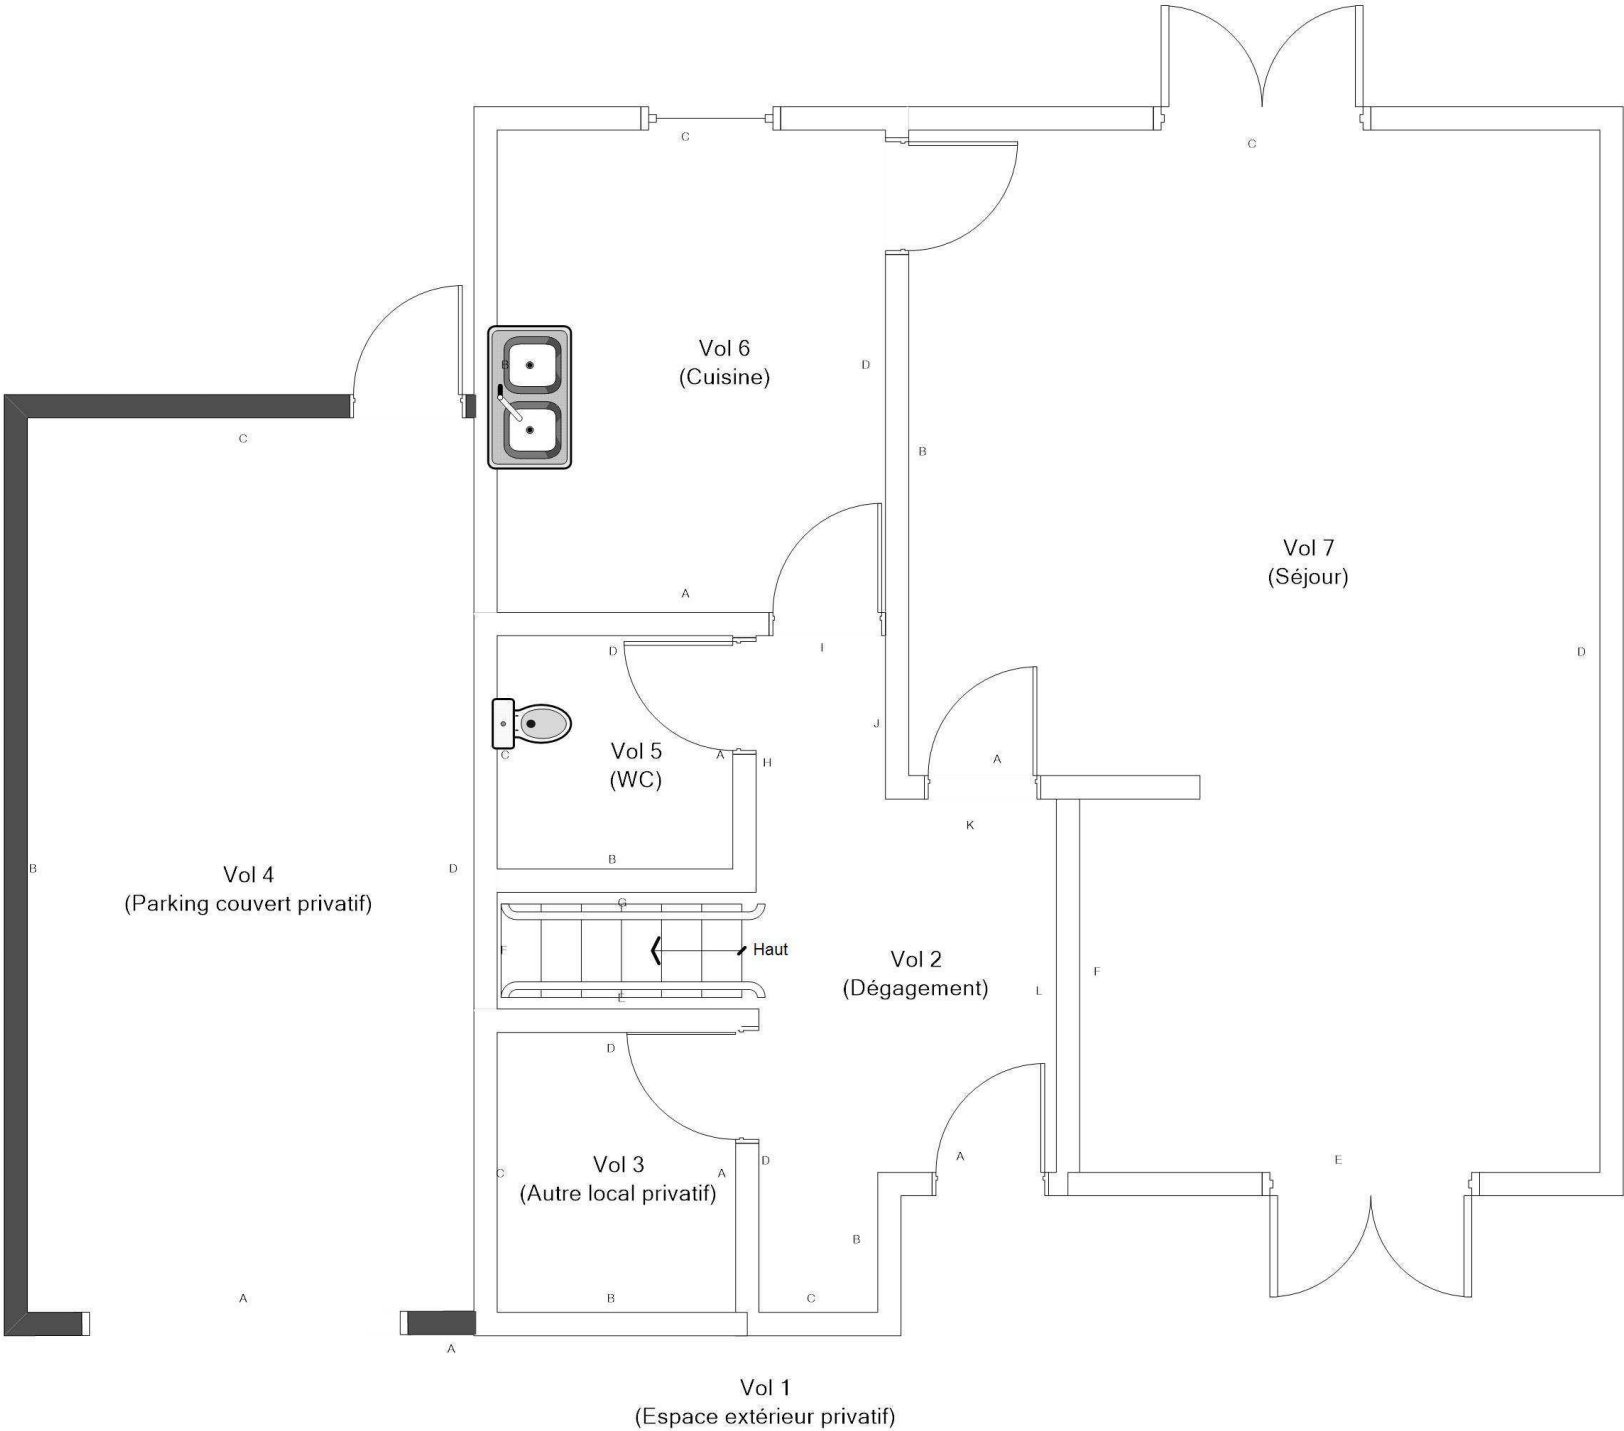 C
C
Vol 6
(Cuisine)
B
D
C
B
Vol 7
(Séjour)
A
D
I
D
J
Vol 5
(WC)
C
A
H
A
K
B
Vol 4
(Parking couvert privatif)
B
D
G
F
Haut
E
Vol 2
(Dégagement)
L
F
D
Vol 3
(Autre local privatif)
C
A
D
A
E
B
A
B
C
A
Vol 1
(Espace extérieur privatif)